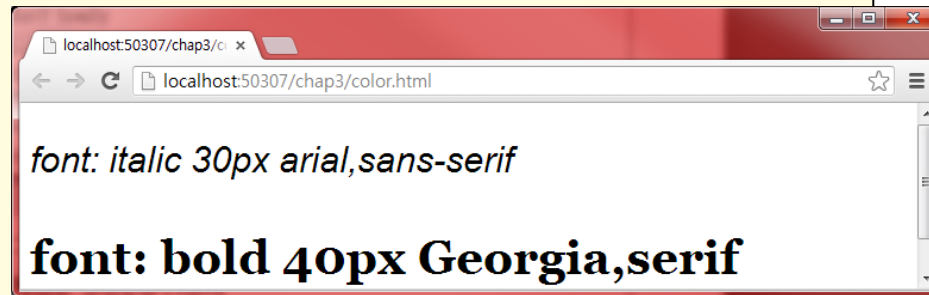 localhost:50307/chap3/c
localhost:50307/chap3/color.html
font: italic 30px arial,sans-serif
font: bold 40px Georgia,serif